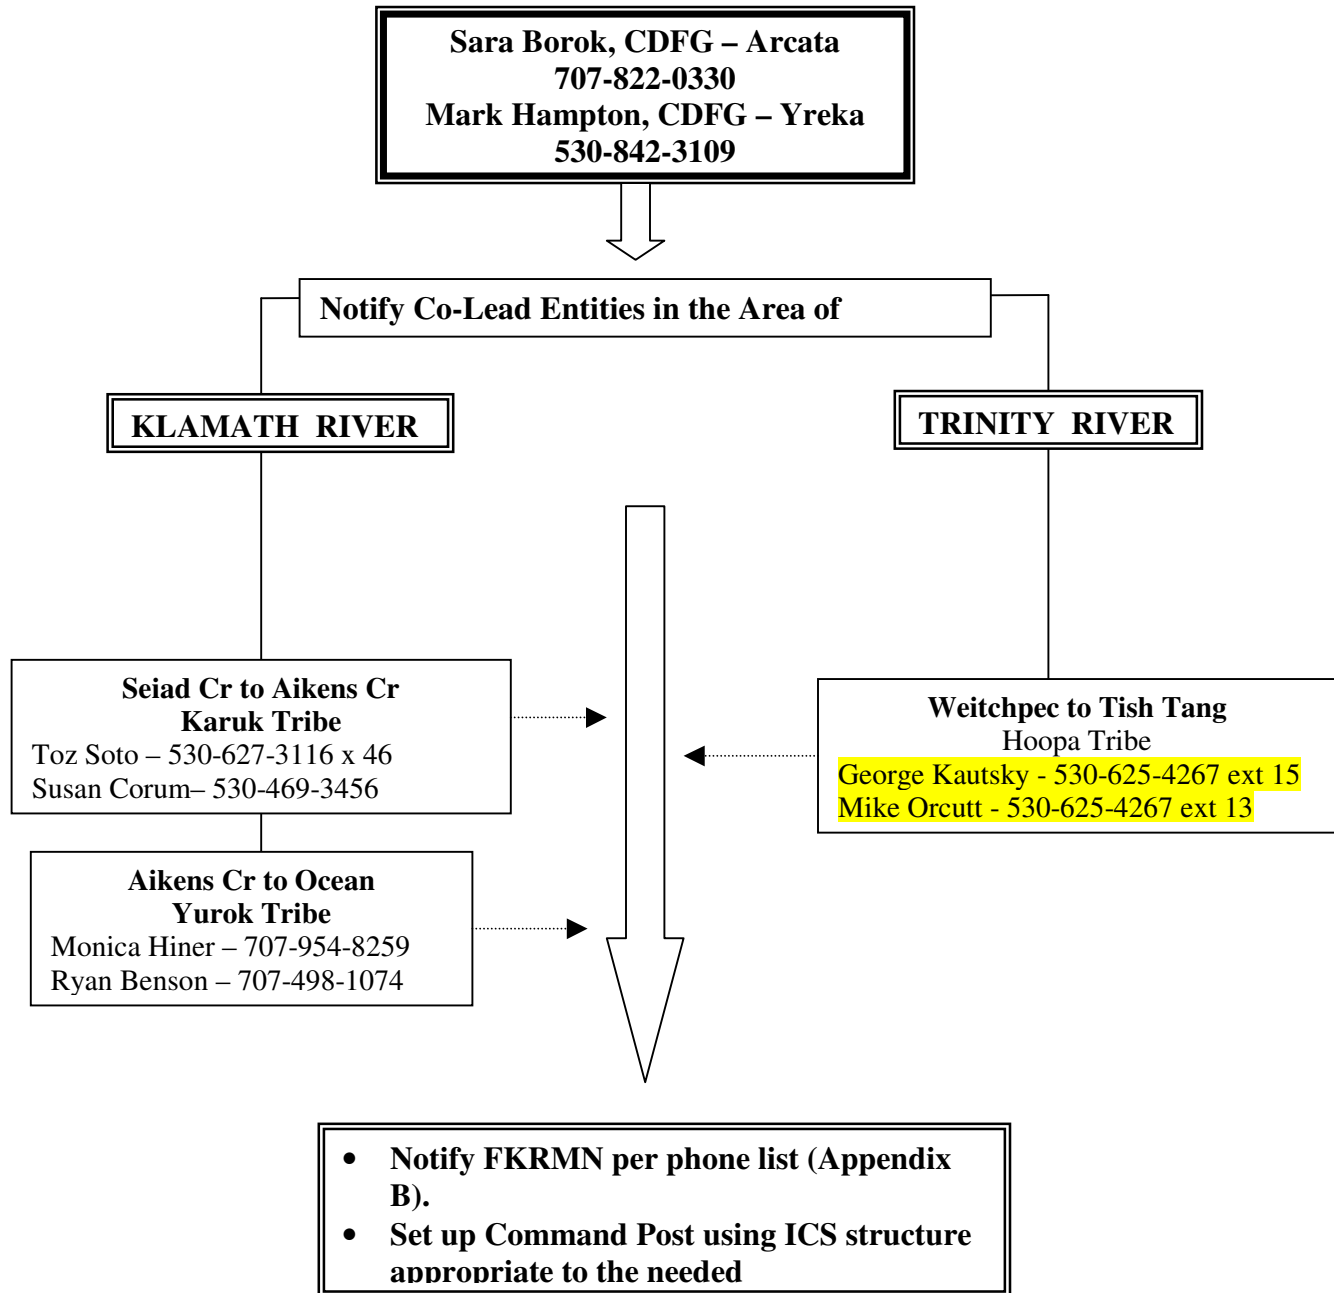 Sara Borok, CDFG – Arcata
707-822-0330
Mark Hampton, CDFG – Yreka
530-842-3109
Notify Co-Lead Entities in the Area of
KLAMATH RIVER
TRINITY RIVER
Seiad Cr to Aikens Cr
Karuk Tribe
Toz Soto – 530-627-3116 x 46
Susan Corum– 530-469-3456
Weitchpec to Tish Tang
Hoopa Tribe
George Kautsky - 530-625-4267 ext 15
Mike Orcutt - 530-625-4267 ext 13
Aikens Cr to Ocean
Yurok Tribe
Monica Hiner – 707-954-8259
Ryan Benson – 707-498-1074
• Notify FKRMN per phone list (Appendix
B).
• Set up Command Post using ICS structure
appropriate to the needed